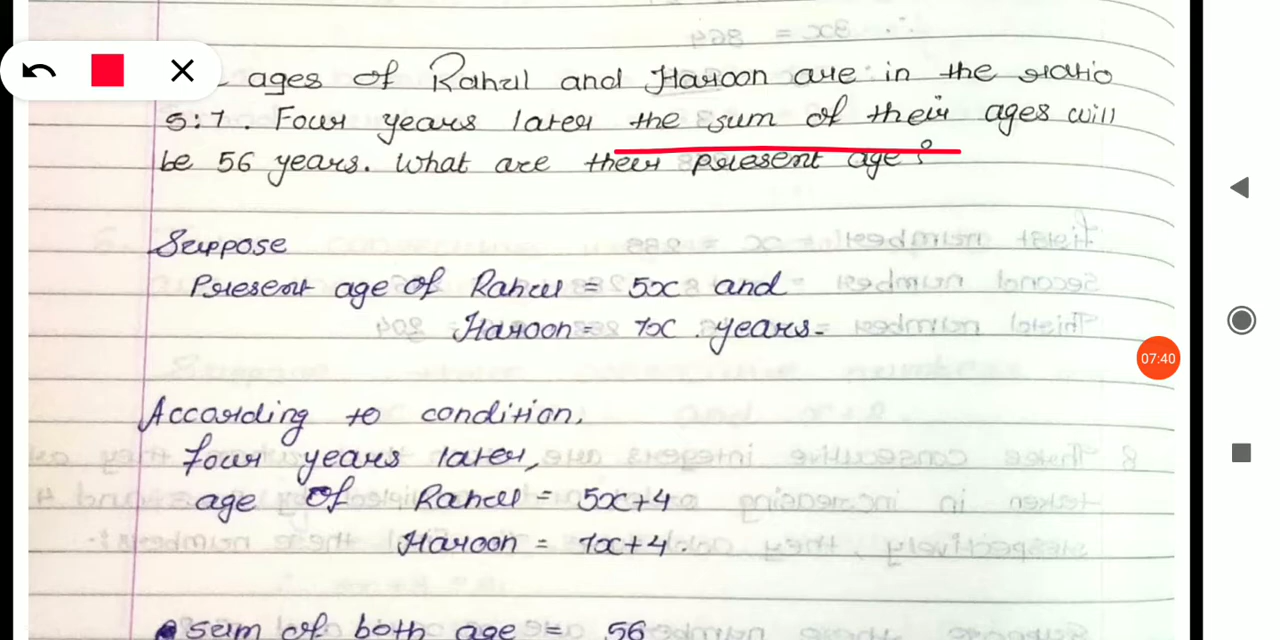 ages of Rahul and Haroon are in the ratio
5:7. Four years later the sum of their ages will
be 56 years. What are their present age?
Suppose
Present age of Rahul = 5x and
Haroon = 7x years.
07:40
According to condition,
four years later,
age of Rahul = 5x+4
Haroon = 7x+4.
sum of both age = 56